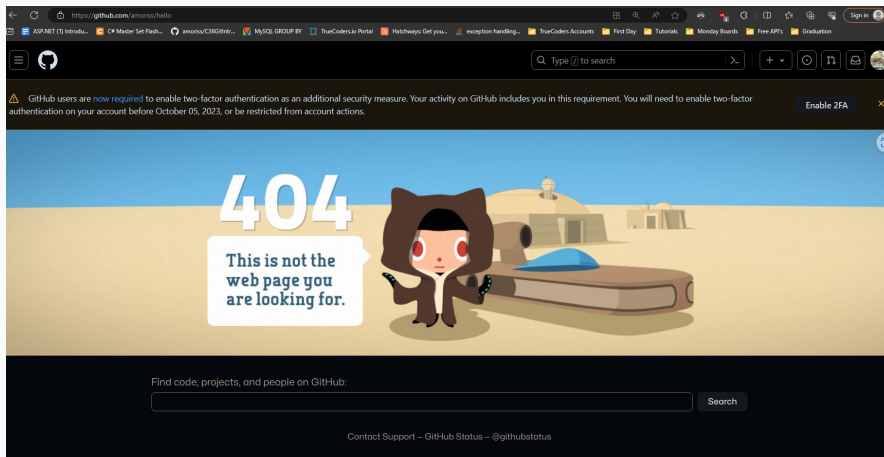 https://github.com/amoriss/hello
Sign in
ASP.NET (1) Introdu...
C# Master Set Flash...
amoriss/C38GitIntr...
MySQL GROUP BY
TrueCoders.io Portal
Hatchways: Get you...
exception handling...
TrueCoders Accounts
First Day
Tutorials
Monday Boards
Free API's
Graduation
Type / to search
GitHub users are now required to enable two-factor authentication as an additional security measure. Your activity on GitHub includes you in this requirement. You will need to enable two-factor
authentication on your account before October 05, 2023, or be restricted from account actions.
Enable 2FA
404
This is not the
web page you
are looking for.
Find code, projects, and people on GitHub:
Search
Contact Support — GitHub Status — @githubstatus